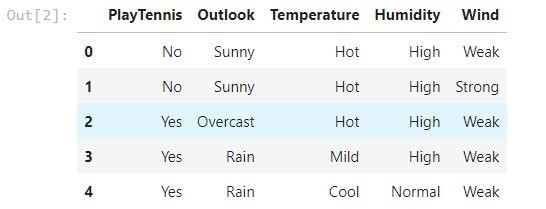 Out[2]: PlayTennis Outlook Temperature Humidity Wind
0 No Sunny Hot High Weak
1 No Sunny Hot High Strong
2 Yes Overcast Hot High Weak
3 Yes Rain Mild High Weak
4 Yes Rain Cool Normal Weak